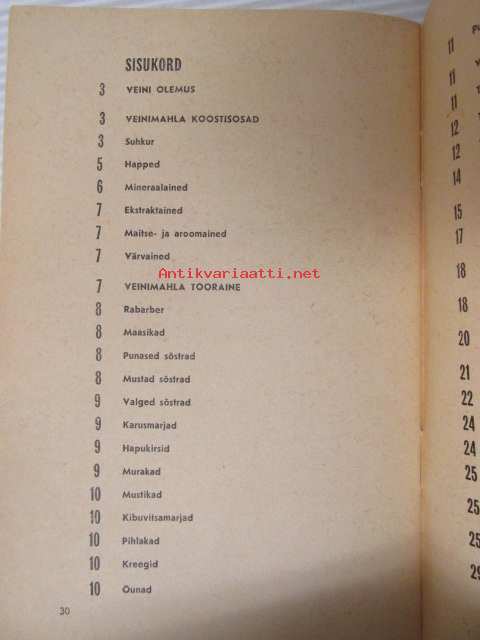 SISUKORD
3 VEINI OLEMUS
3 VEINIMAHLA KOOSTISOSAD
3 Suhkur
5 Happed
6 Mineraalained
7 Ekstraktained
7 Maitse- ja aroomained
7 Värvained
Antikvariaatti.net
7 VEINIMAHLA TOORAINE
8 Rabarber
8 Maasikad
8 Punased sõstrad
8 Mustad sõstrad
9 Valged sõstrad
9 Karusmarjad
9 Hapukirsid
9 Murakad
10 Mustikad
10 Kibuvitsamarjad
10 Pihlakad
10 Kreegid
10 Õunad
30
11
11
11
12
12
14
15
17
18
18
20
21
22
24
24
25
25
25
29